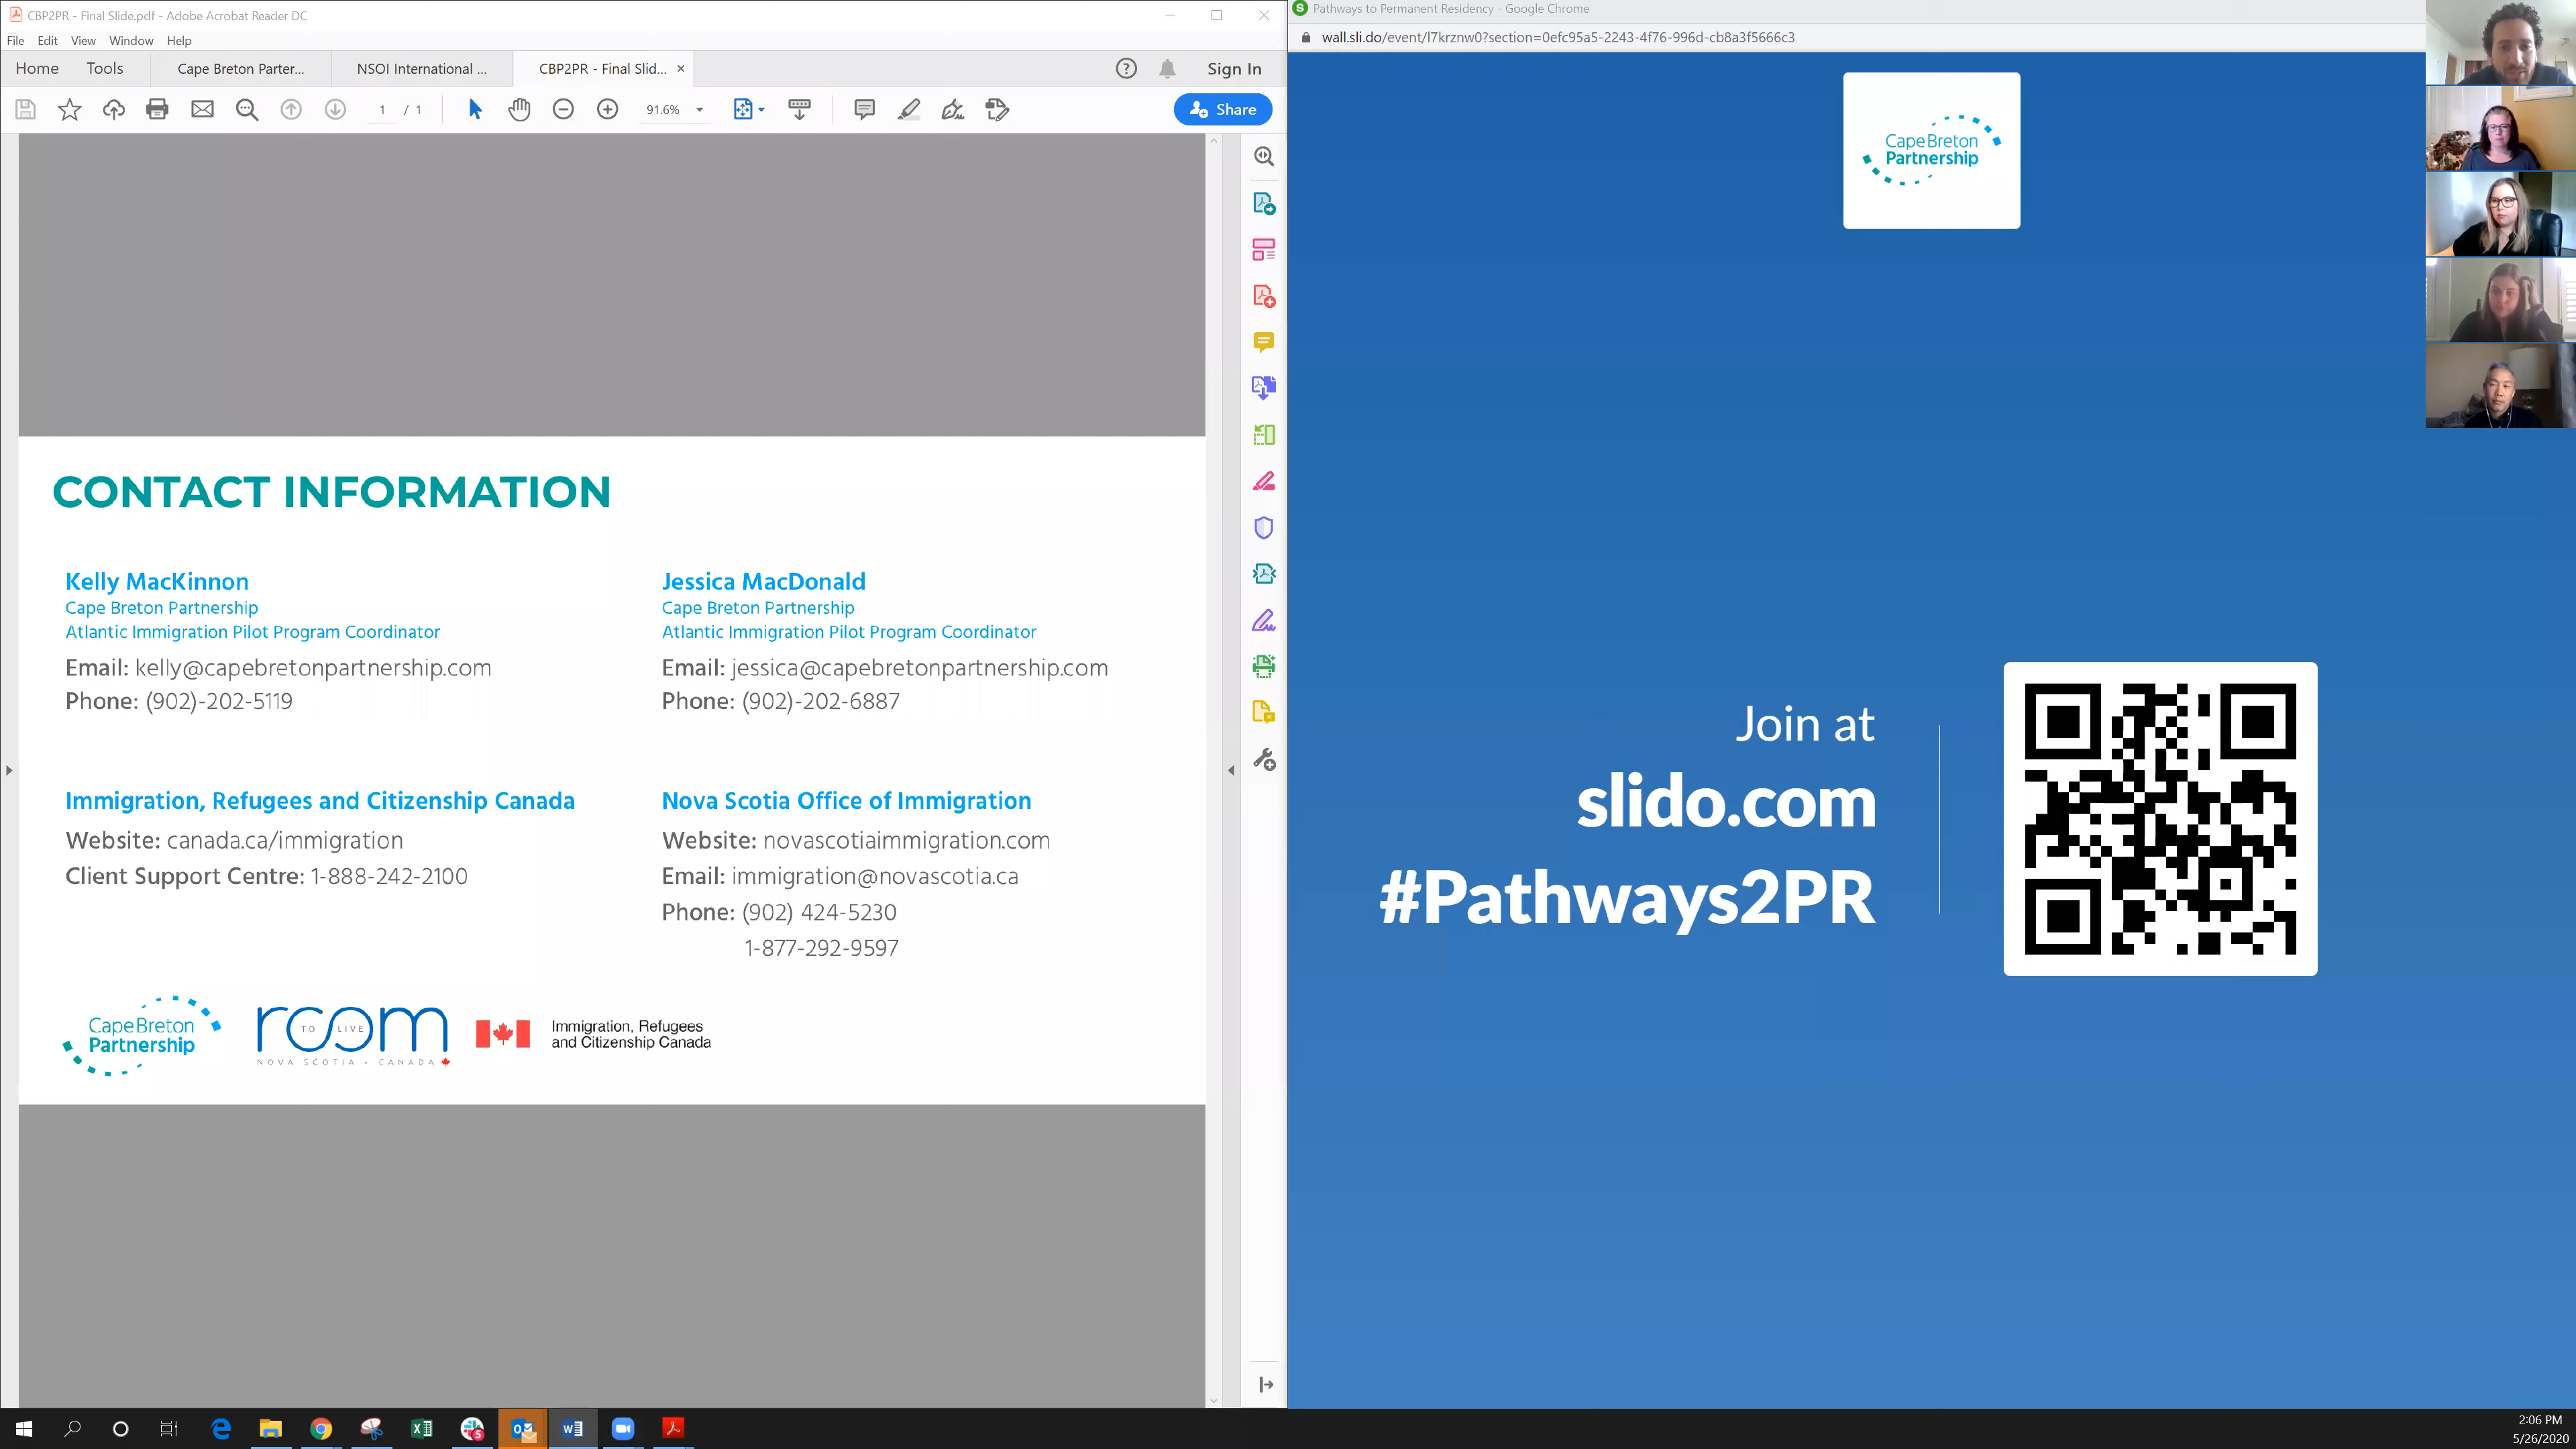 CBP2PR - Final Slide.pdf - Adobe Acrobat Reader DC
File Edit View Window Help
Home Tools Cape Breton Parter... NSOI International ... CBP2PR - Final Slid... × Sign In
1 / 1 91.6% Share
CONTACT INFORMATION
Kelly MacKinnon
Cape Breton Partnership
Atlantic Immigration Pilot Program Coordinator
Email: kelly@capebretonpartnership.com
Phone: (902)-202-5119
Jessica MacDonald
Cape Breton Partnership
Atlantic Immigration Pilot Program Coordinator
Email: jessica@capebretonpartnership.com
Phone: (902)-202-6887
Immigration, Refugees and Citizenship Canada
Website: canada.ca/immigration
Client Support Centre: 1-888-242-2100
Nova Scotia Office of Immigration
Website: novascotiaimmigration.com
Email: immigration@novascotia.ca
Phone: (902) 424-5230
1-877-292-9597
Cape Breton
Partnership
room
TO LIVE
NOVA SCOTIA • CANADA
Immigration, Refugees
and Citizenship Canada
Pathways to Permanent Residency - Google Chrome
wall.sli.do/event/l7krznw0?section=0efc95a5-2243-4f76-996d-cb8a3f5666c3
Cape Breton
Partnership
Join at
slido.com
#Pathways2PR
2:06 PM
5/26/2020